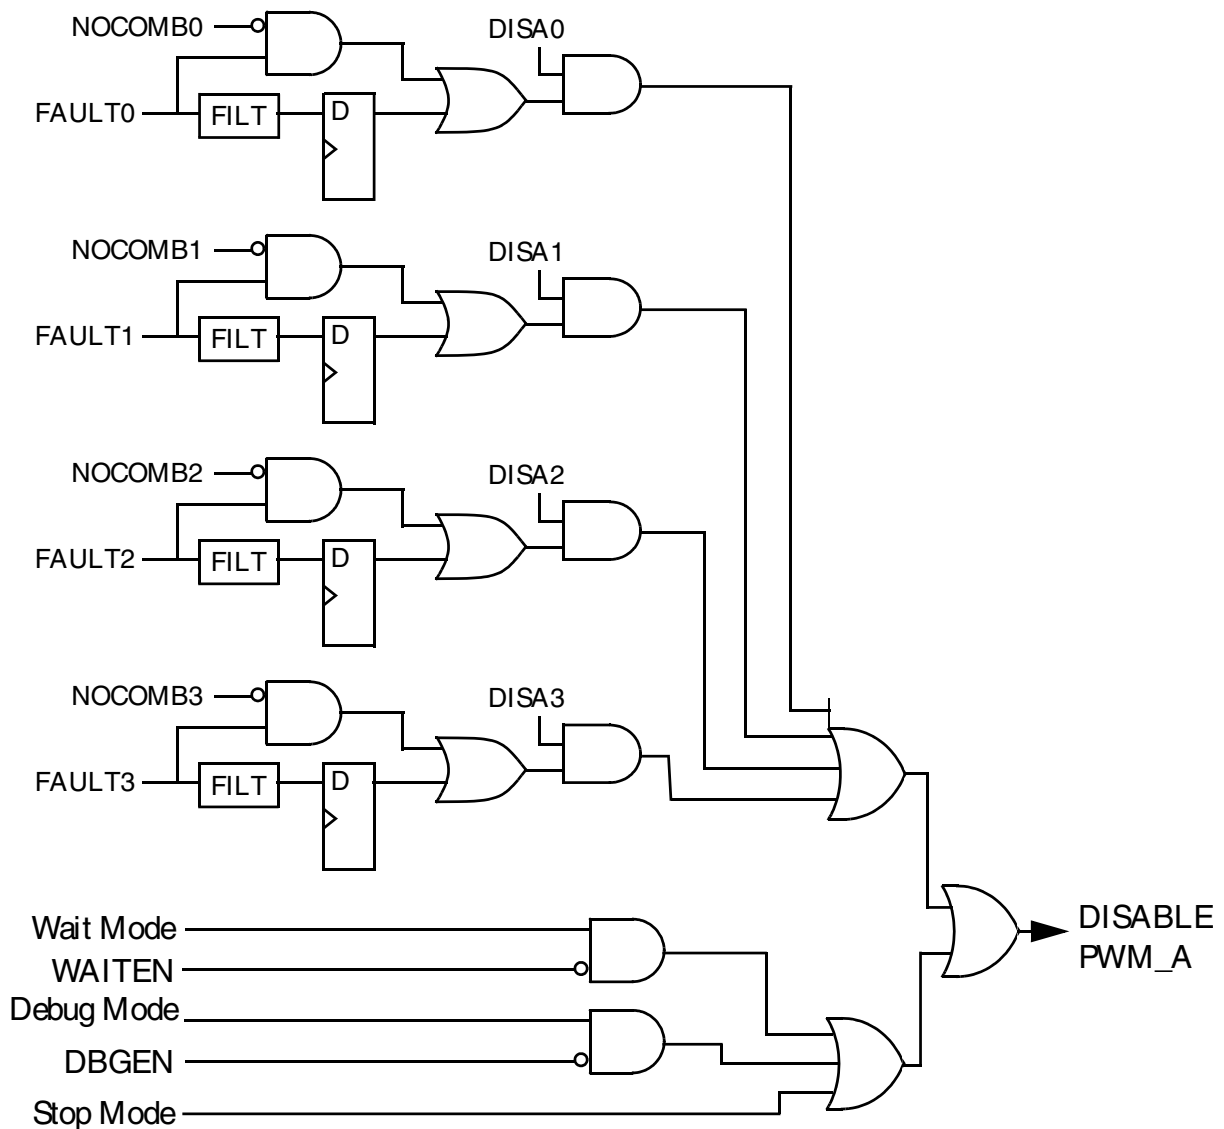 NOCOMB0
DISA0
FAULT0
FILT
D
NOCOMB1
DISA1
FAULT1
FILT
D
NOCOMB2
DISA2
FAULT2
FILT
D
NOCOMB3
DISA3
FAULT3
FILT
D
Wait Mode
WAITEN
Debug Mode
DBGEN
Stop Mode
DISABLE
PWM_A